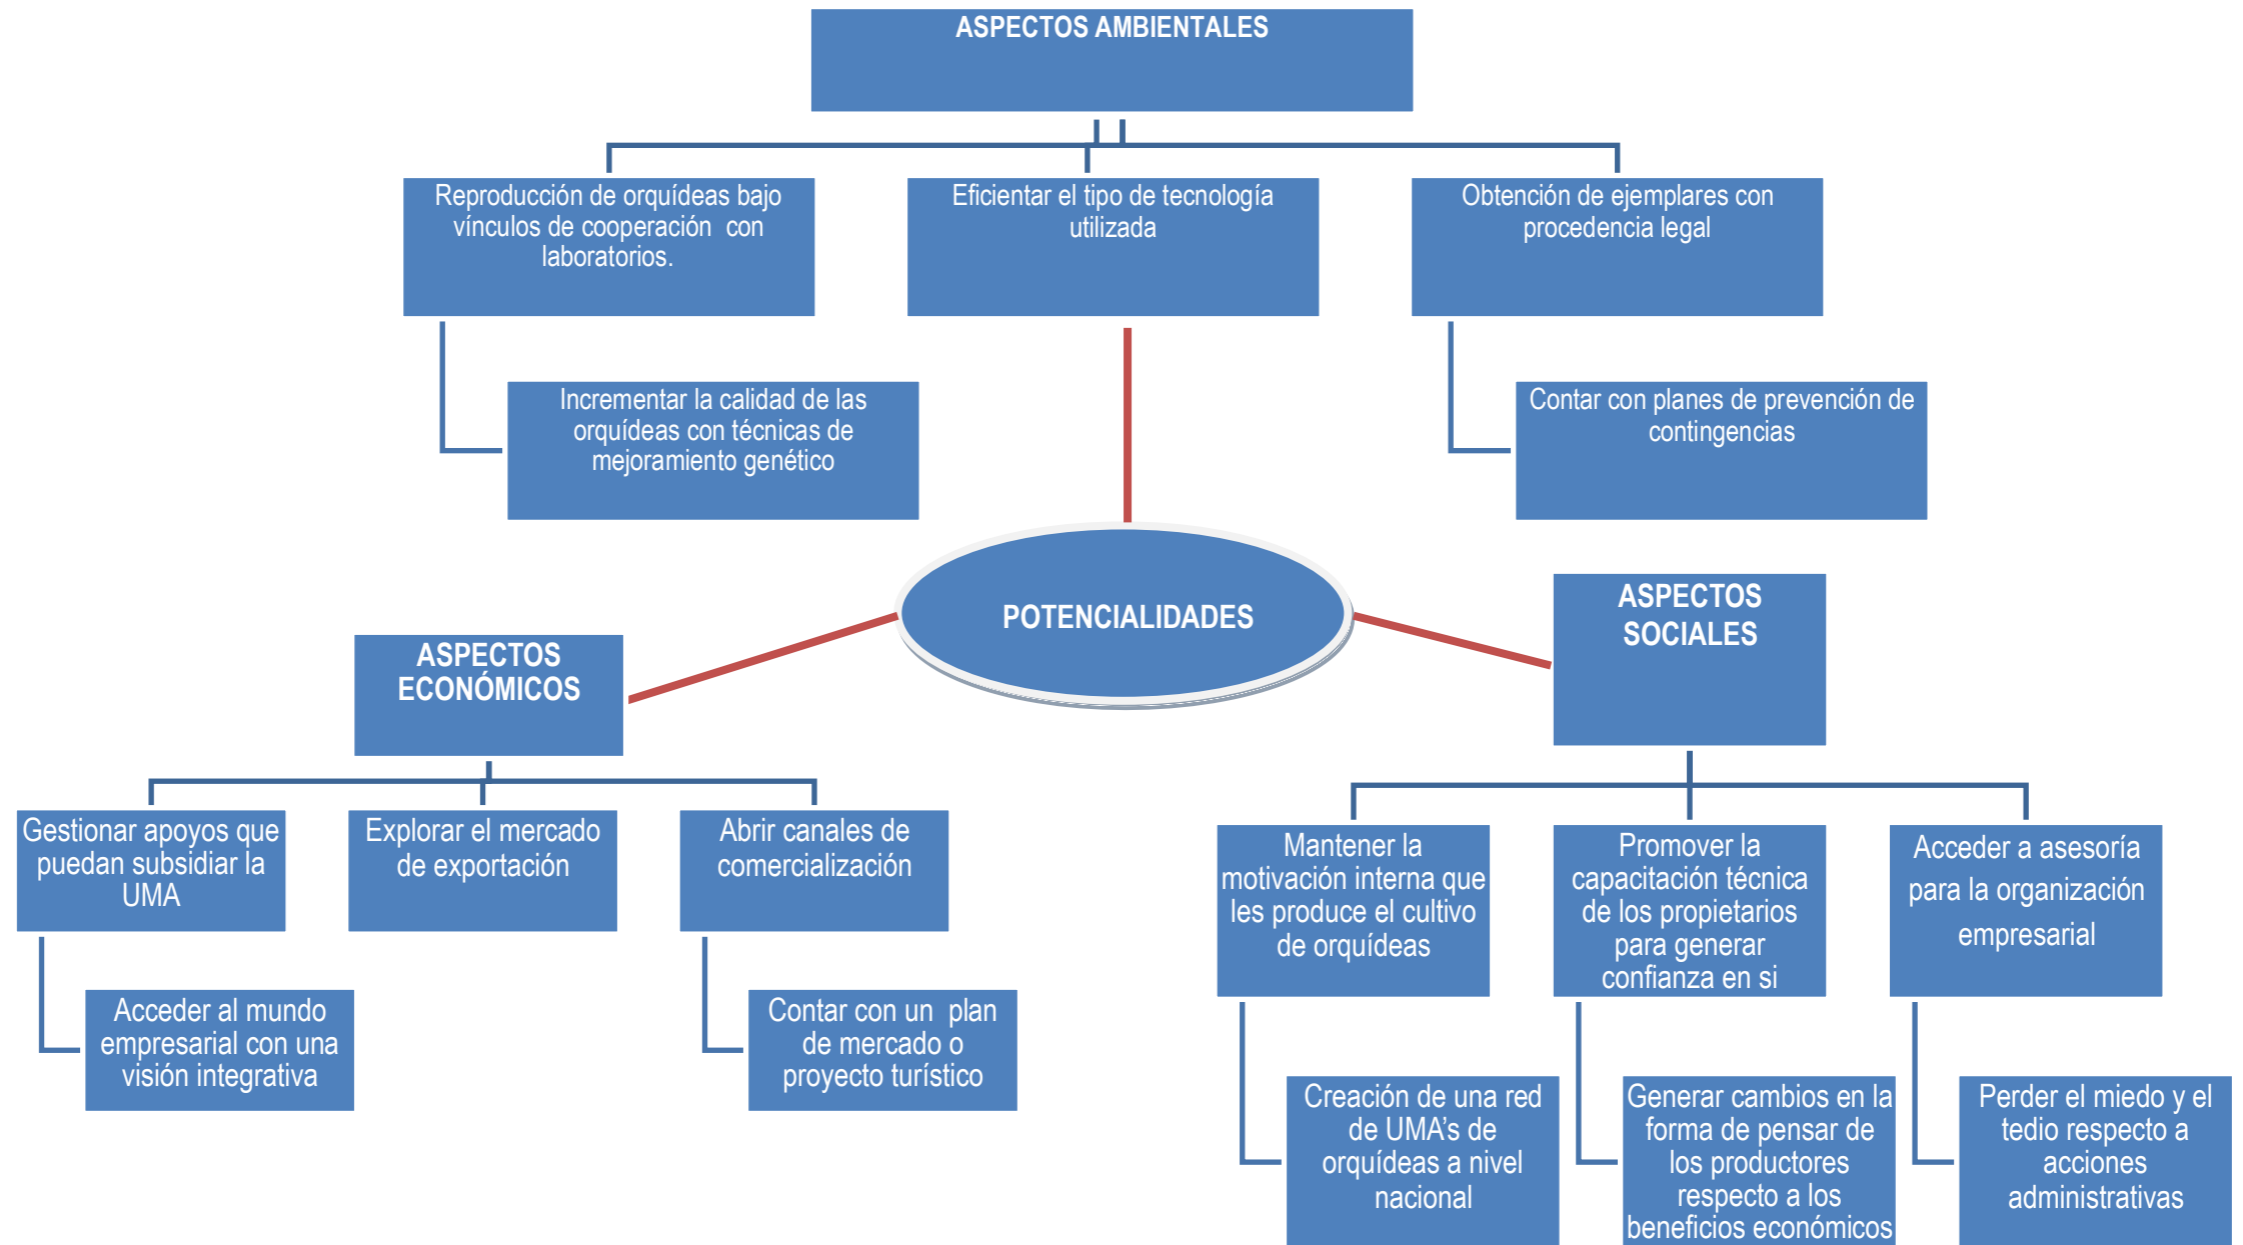 ASPECTOS AMBIENTALES
Reproducción de orquídeas bajo
vínculos de cooperación con
laboratorios.
Eficientar el tipo de tecnología
utilizada
Obtención de ejemplares con
procedencia legal
Incrementar la calidad de las
orquídeas con técnicas de
mejoramiento genético
Contar con planes de prevención de
contingencias
POTENCIALIDADES
ASPECTOS
ECONÓMICOS
Gestionar apoyos que
puedan subsidiar la
UMA
Explorar el mercado
de exportación
Abrir canales de
comercialización
Acceder al mundo
empresarial con una
visión integrativa
Contar con un plan
de mercado o
proyecto turístico
ASPECTOS
SOCIALES
Mantener la
motivación interna que
les produce el cultivo
de orquídeas
Promover la
capacitación técnica
de los propietarios
para generar
confianza en si
Acceder a asesoría
para la organización
empresarial
Creación de una red
de UMA’s de
orquídeas a nivel
nacional
Generar cambios en la
forma de pensar de
los productores
respecto a los
beneficios económicos
Perder el miedo y el
tedio respecto a
acciones
administrativas